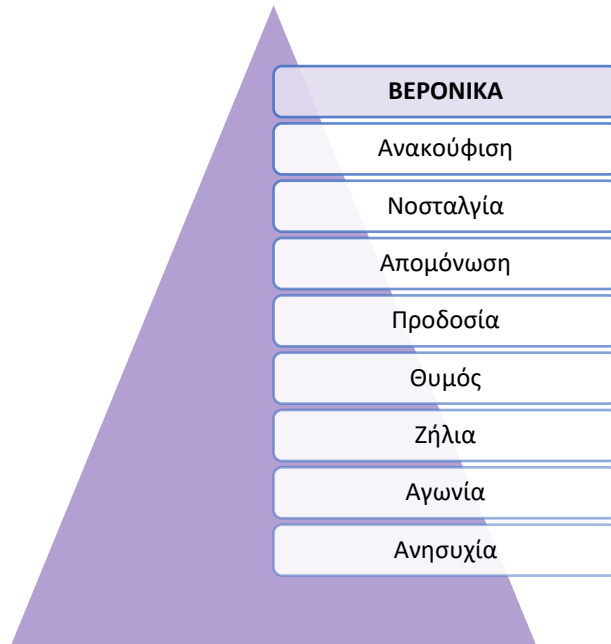 ΒΕΡΟΝΙΚΑ
Ανακούφιση
Νοσταλγία
Απομόνωση
Προδοσία
Θυμός
Ζήλια
Αγωνία
Ανησυχία